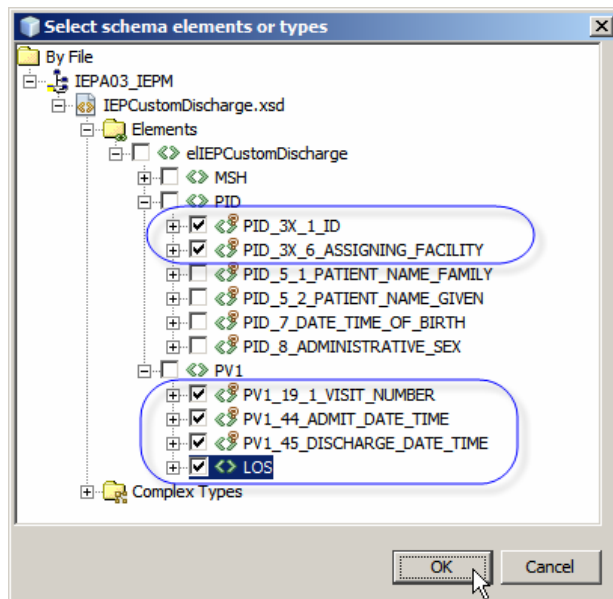 Select schema elements or types
By File
IEPA03_IEPM
IEPCustomDischarge.xsd
Elements
elIEPCustomDischarge
MSH
PID
PID_3X_1_ID
PID_3X_6_ASSIGNING_FACILITY
PID_5_1_PATIENT_NAME_FAMILY
PID_5_2_PATIENT_NAME_GIVEN
PID_7_DATE_TIME_OF_BIRTH
PID_8_ADMINISTRATIVE_SEX
PV1
PV1_19_1_VISIT_NUMBER
PV1_44_ADMIT_DATE_TIME
PV1_45_DISCHARGE_DATE_TIME
LOS
Complex Types
OK Cancel